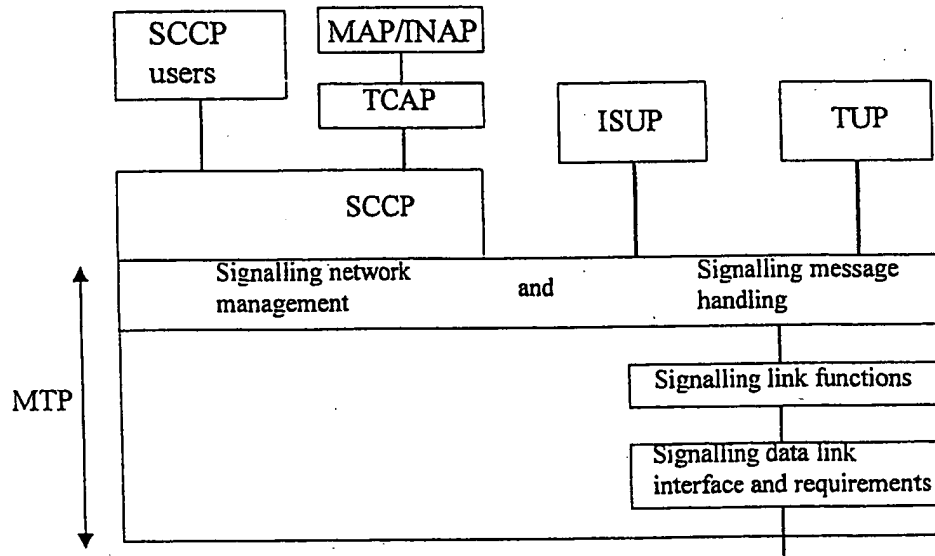 SCCP
users
MAP/INAP
TCAP
ISUP
TUP
SCCP
Signalling network
management
and
Signalling message
handling
MTP
Signalling link functions
Signalling data link
interface and requirements